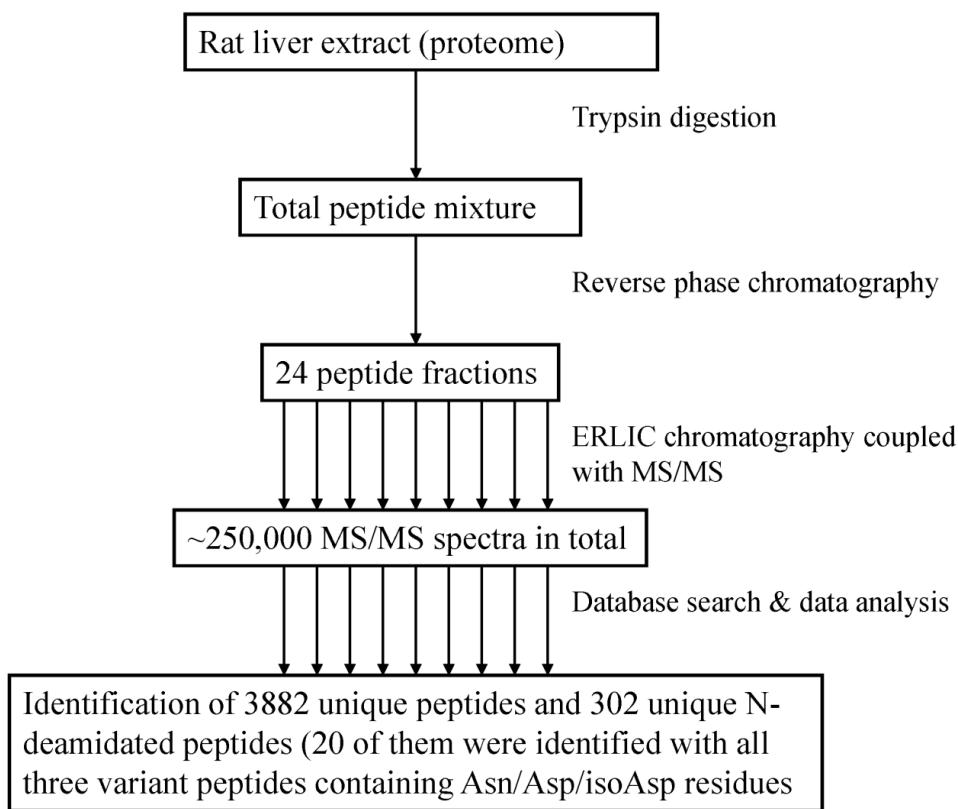 Rat liver extract (proteome)
Trypsin digestion
Total peptide mixture
Reverse phase chromatography
24 peptide fractions
ERLIC chromatography coupled
with MS/MS
~250,000 MS/MS spectra in total
Database search & data analysis
Identification of 3882 unique peptides and 302 unique N-
deamidated peptides (20 of them were identified with all
three variant peptides containing Asn/Asp/isoAsp residues